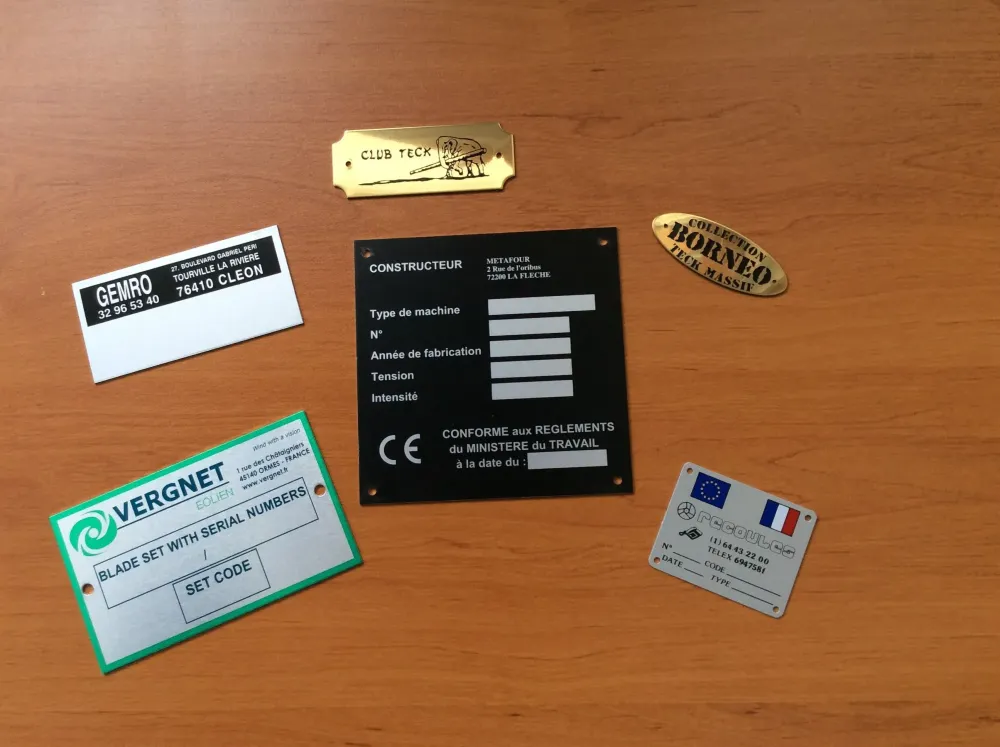 CLUB TECK
COLLECTION
BORNEO
TECK MASSIF
GEMRO
32 96 53 40
27, BOULEVARD GABRIEL PERI
TOURVILLE LA RIVIERE
76410 CLEON
CONSTRUCTEUR
METAFOUR
2 Rue de l'oribus
72200 LA FLECHE
Type de machine
N°
Année de fabrication
Tension
Intensité
CE
CONFORME aux REGLEMENTS
du MINISTERE du TRAVAIL
à la date du :
Wind with a vision
VERGNET
EOLIEN
1 rue des Châtaigniers
45140 ORMES - FRANCE
www.vergnet.fr
BLADE SET WITH SERIAL NUMBERS
/
SET CODE
recoules
(1) 64 43 22 00
TELEX 694758I
N° CODE
DATE TYPE